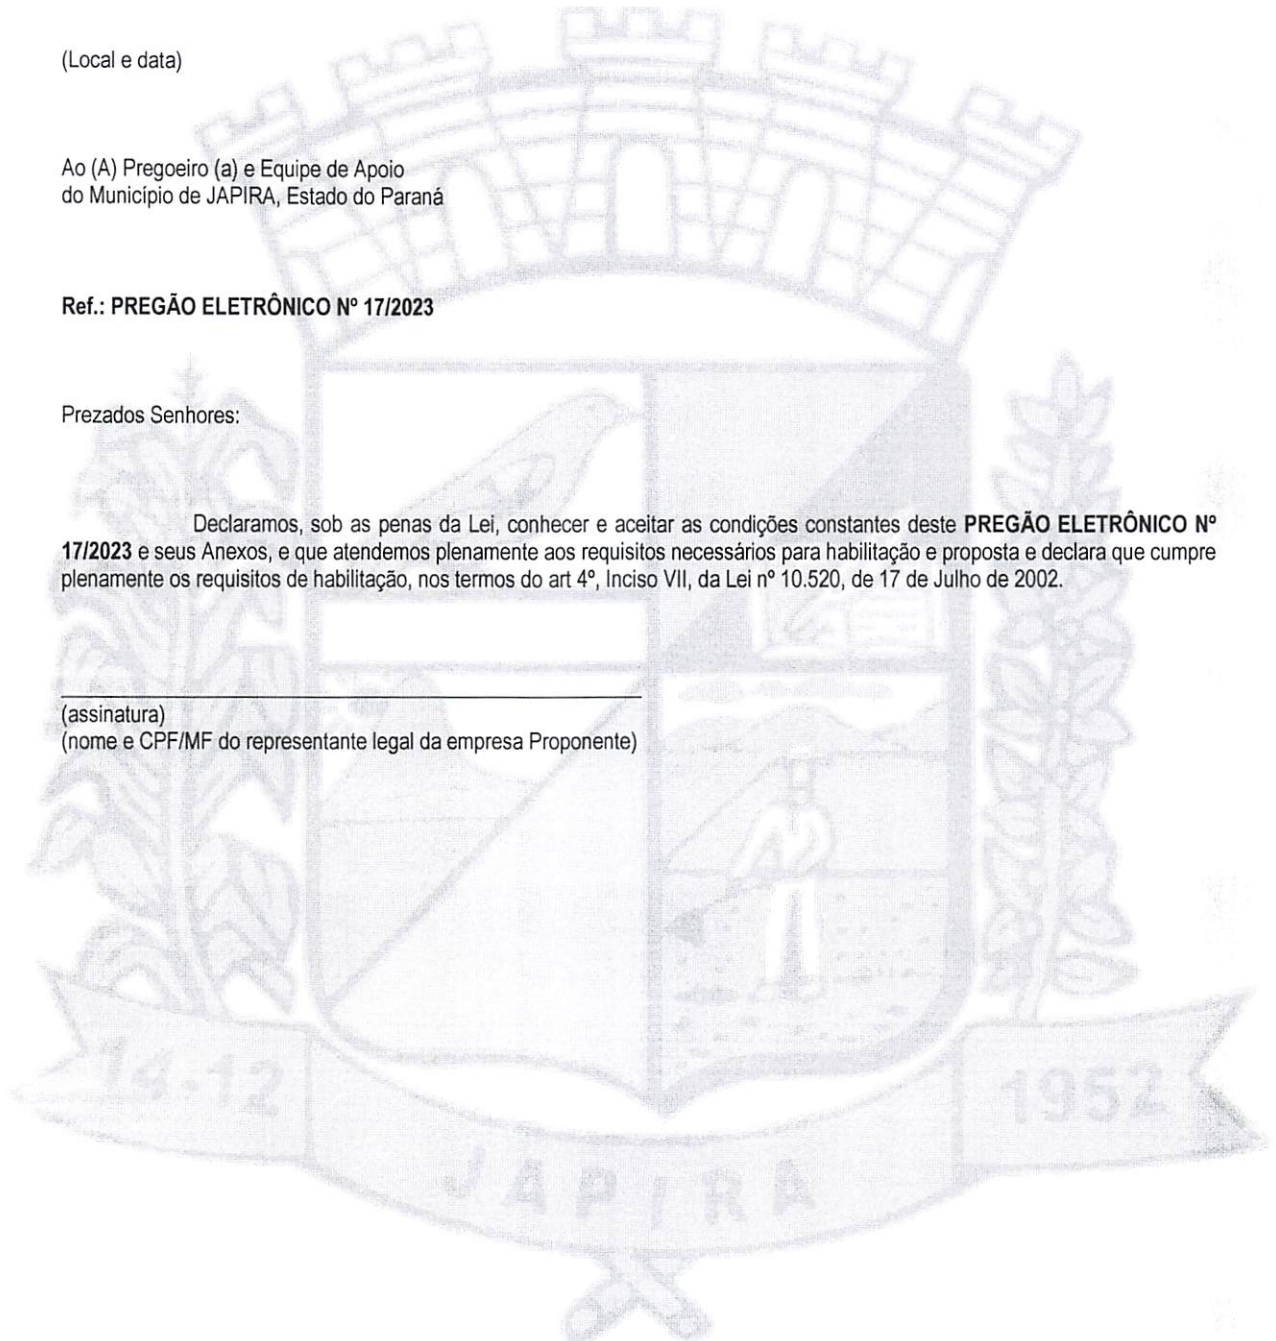 (Local e data)
Ao (A) Pregoeiro (a) e Equipe de Apoio
do Município de JAPIRA, Estado do Paraná
Ref.: PREGÃO ELETRÔNICO Nº 17/2023
Prezados Senhores:
Declaramos, sob as penas da Lei, conhecer e aceitar as condições constantes deste PREGÃO ELETRÔNICO Nº
17/2023 e seus Anexos, e que atendemos plenamente aos requisitos necessários para habilitação e proposta e declara que cumpre
plenamente os requisitos de habilitação, nos termos do art 4º, Inciso VII, da Lei nº 10.520, de 17 de Julho de 2002.
(assinatura)
(nome e CPF/MF do representante legal da empresa Proponente)
14-12
1952
JAPIRA